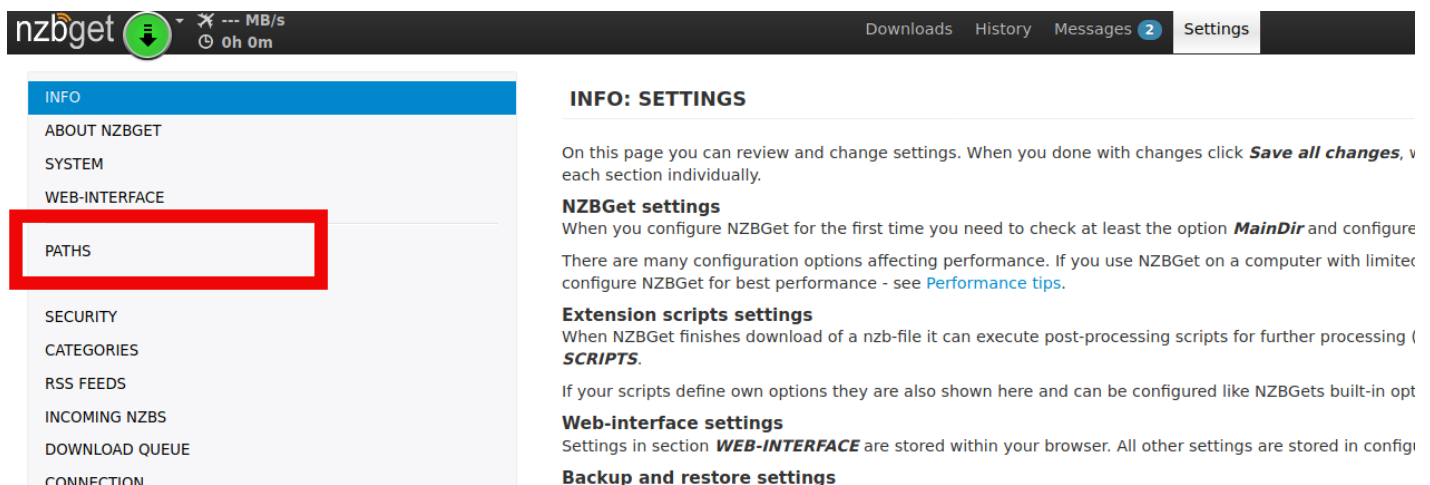 nzbget
--- MB/s
0h 0m
Downloads History Messages 2 Settings
INFO
ABOUT NZBGET
SYSTEM
WEB-INTERFACE
PATHS
SECURITY
CATEGORIES
RSS FEEDS
INCOMING NZBS
DOWNLOAD QUEUE
CONNECTION
INFO: SETTINGS
On this page you can review and change settings. When you done with changes click Save all changes,
each section individually.
NZBGet settings
When you configure NZBGet for the first time you need to check at least the option MainDir and configure
There are many configuration options affecting performance. If you use NZBGet on a computer with limited
configure NZBGet for best performance - see Performance tips.
Extension scripts settings
When NZBGet finishes download of a nzb-file it can execute post-processing scripts for further processing (
SCRIPTS.
If your scripts define own options they are also shown here and can be configured like NZBGets built-in opt
Web-interface settings
Settings in section WEB-INTERFACE are stored within your browser. All other settings are stored in config
Backup and restore settings